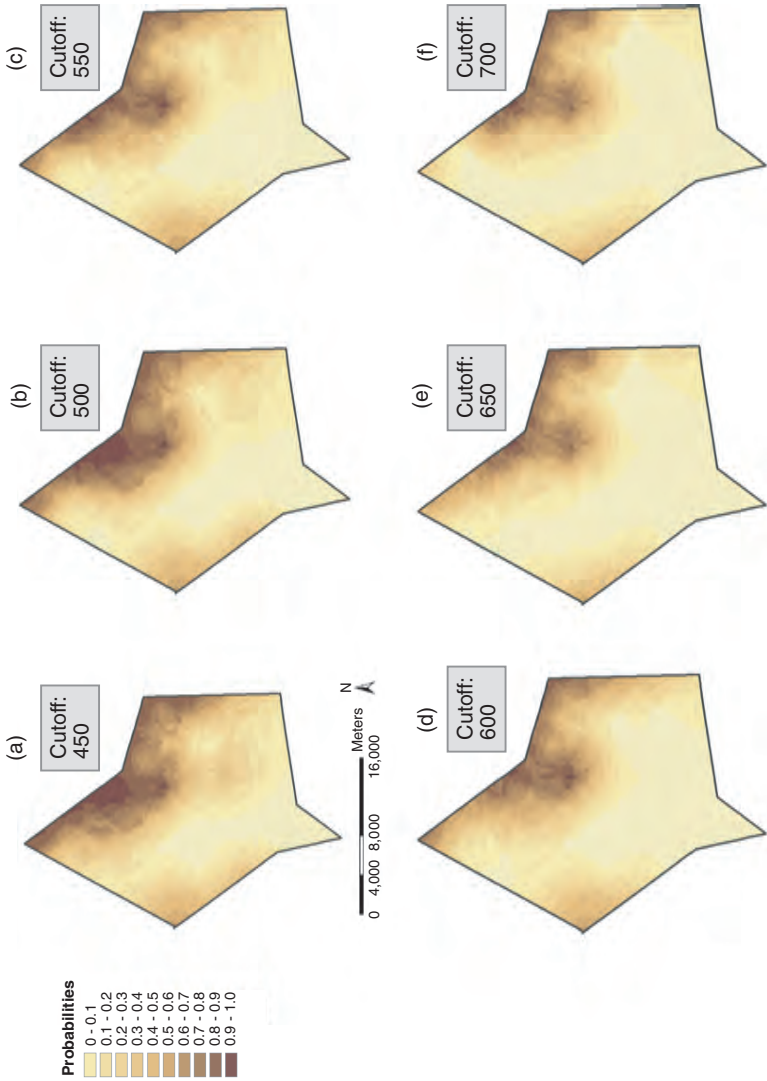 Probabilities
0 - 0.1
0.1 - 0.2
0.2 - 0.3
0.3 - 0.4
0.4 - 0.5
0.5 - 0.6
0.6 - 0.7
0.7 - 0.8
0.8 - 0.9
0.9 - 1.0
(a)
Cutoff:
450
(b)
Cutoff:
500
(c)
Cutoff:
550
N
Meters
0 4,000 8,000 16,000
(d)
Cutoff:
600
(e)
Cutoff:
650
(f)
Cutoff:
700